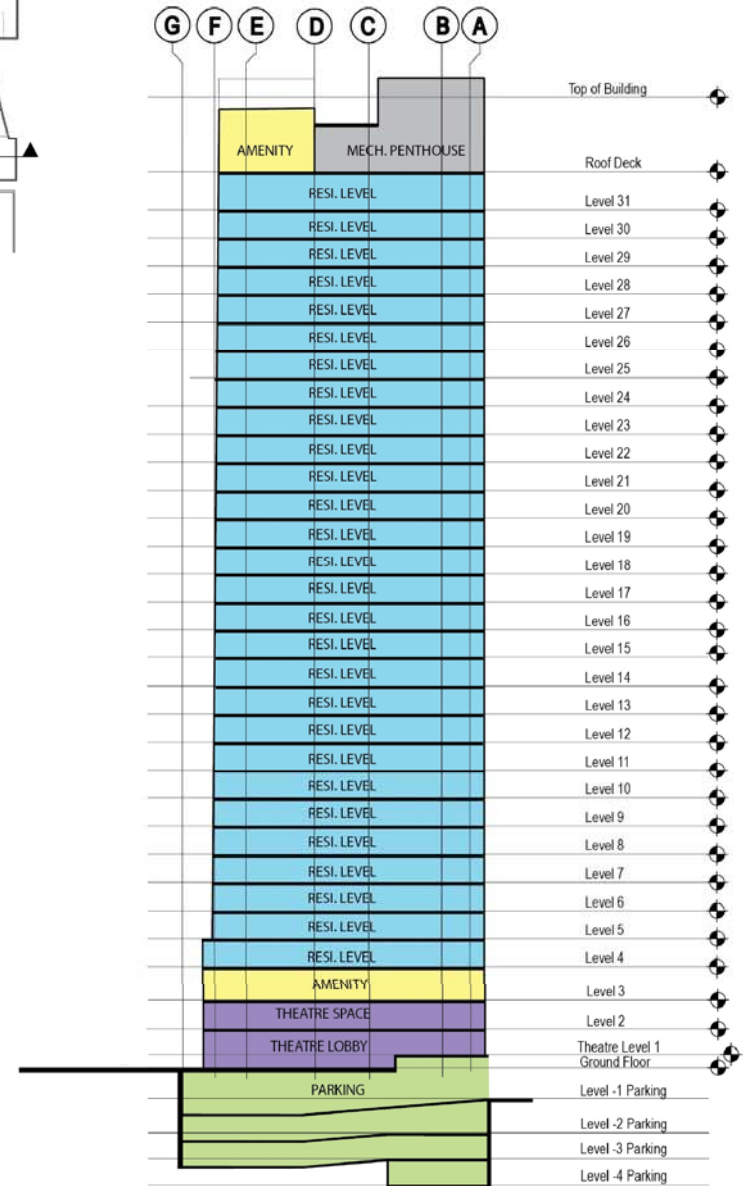 G F E D C B A
Top of Building
AMENITY MECH. PENTHOUSE
Roof Deck
RESI. LEVEL Level 31
RESI. LEVEL Level 30
RESI. LEVEL Level 29
RESI. LEVEL Level 28
RESI. LEVEL Level 27
RESI. LEVEL Level 26
RESI. LEVEL Level 25
RESI. LEVEL Level 24
RESI. LEVEL Level 23
RESI. LEVEL Level 22
RESI. LEVEL Level 21
RESI. LEVEL Level 20
RESI. LEVEL Level 19
RESI. LEVEL Level 18
RESI. LEVEL Level 17
RESI. LEVEL Level 16
RESI. LEVEL Level 15
RESI. LEVEL Level 14
RESI. LEVEL Level 13
RESI. LEVEL Level 12
RESI. LEVEL Level 11
RESI. LEVEL Level 10
RESI. LEVEL Level 9
RESI. LEVEL Level 8
RESI. LEVEL Level 7
RESI. LEVEL Level 6
RESI. LEVEL Level 5
RESI. LEVEL Level 4
AMENITY Level 3
THEATRE SPACE Level 2
THEATRE LOBBY Theatre Level 1
Ground Floor
PARKING Level -1 Parking
Level -2 Parking
Level -3 Parking
Level -4 Parking